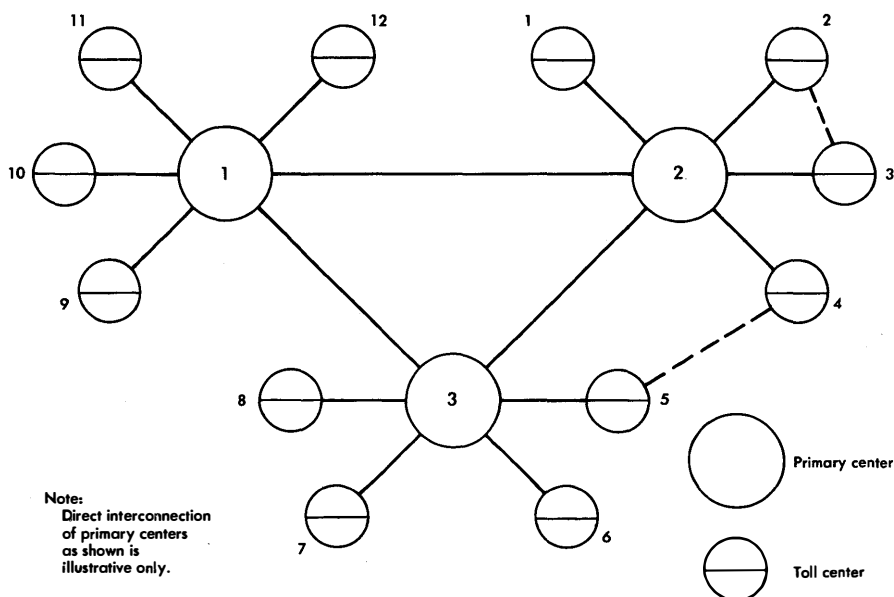 11
12
1
2
10
1
2
3
9
4
8
3
5
7
6
Primary center
Toll center
Note:
Direct interconnection
of primary centers
as shown is
illustrative only.